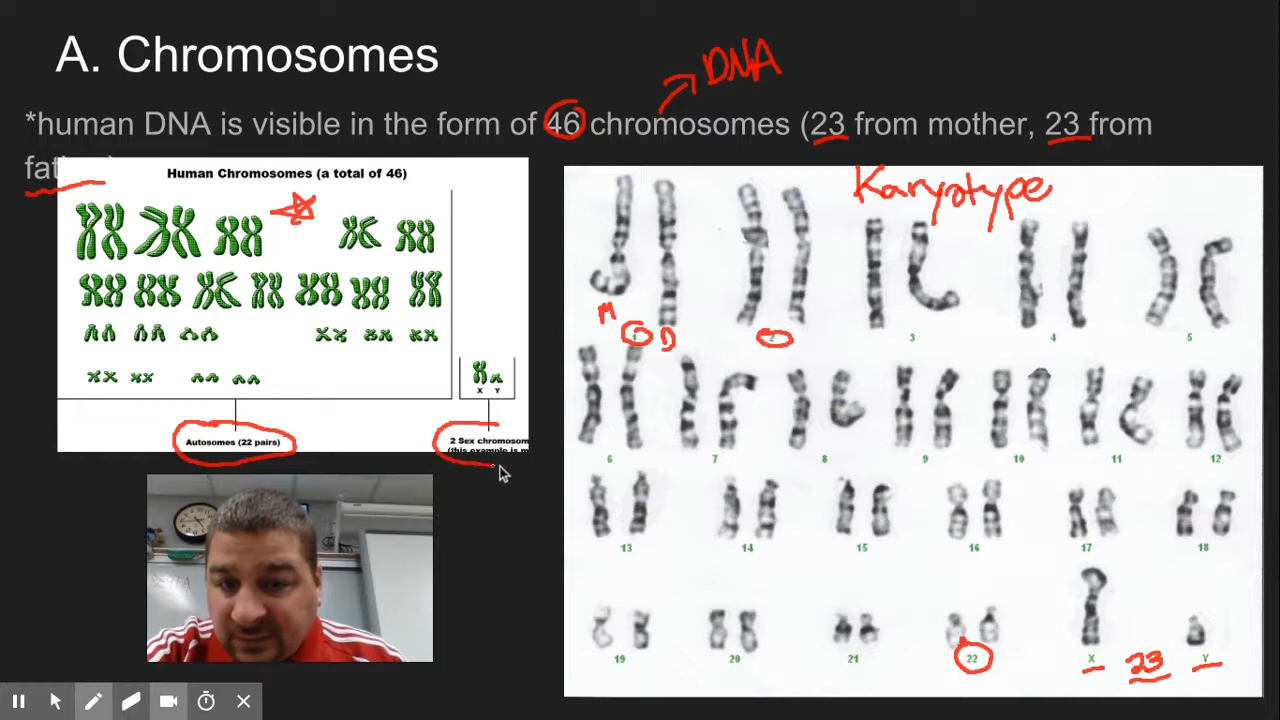 A. Chromosomes
DNA
*human DNA is visible in the form of 46 chromosomes (23 from mother, 23 from
Human Chromosomes (a total of 46)
Karyotype
M
D
1 2 3 4 5
6 7 8 9 10 11 12
X Y
Autosomes (22 pairs)
2 Sex
13 14 15 16 17 18
19 20 21 22 X 23 Y